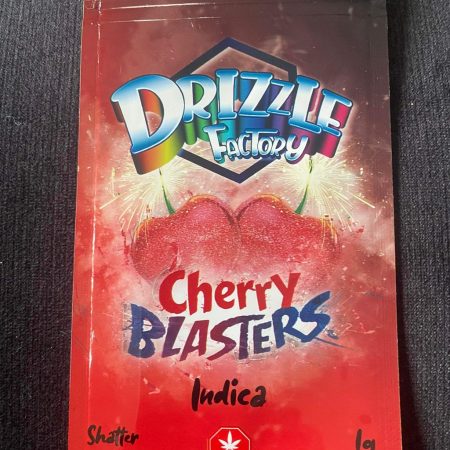 DRIZZLE
FACTORY
Cherry
BLASTERS
Indica
Shatter 1g